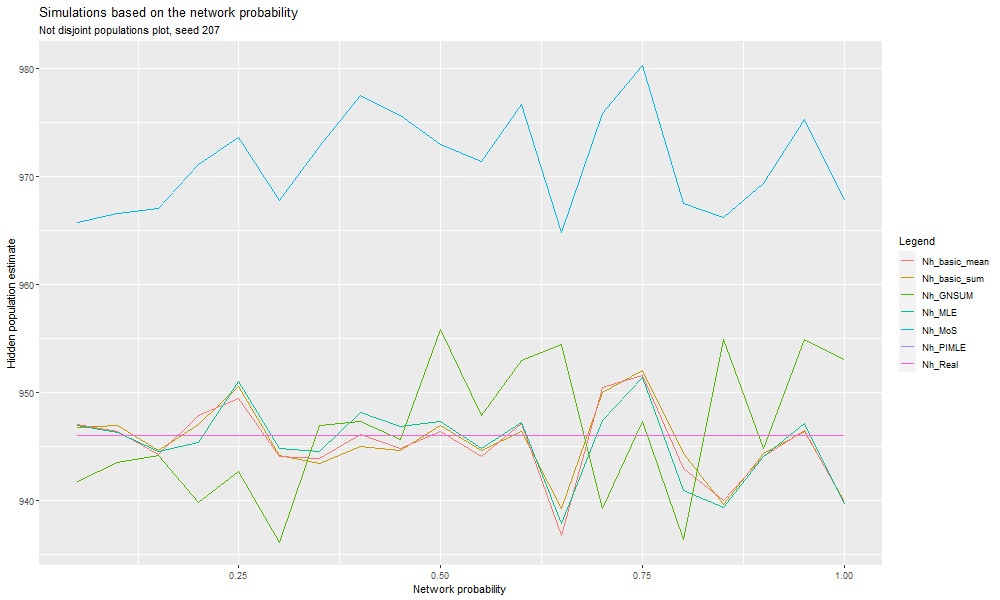 Simulations based on the network probability
Not disjoint populations plot, seed 207
980
970
960
950
940
Hidden population estimate
0.25
0.50
0.75
1.00
Network probability
Legend
Nh_basic_mean
Nh_basic_sum
Nh_GNSUM
Nh_MLE
Nh_MoS
Nh_PIMLE
Nh_Real